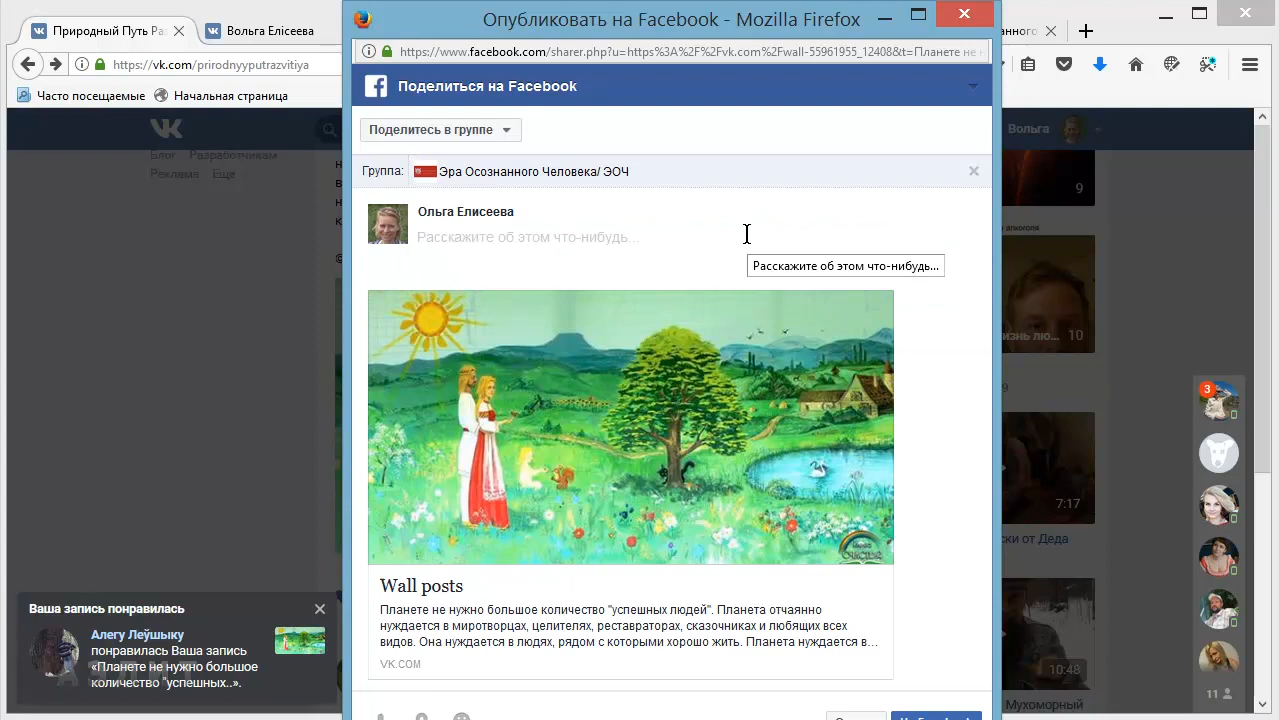 Опубликовать на Facebook - Mozilla Firefox
Природный Путь Ра
Вольга Елісеева
анного
https://www.facebook.com/sharer.php?u=https%3A%2F%2Fvk.com%2Fwall-55961955_12408&t=Планете не
https://vk.com/prirodnyyputrazvitiya
Часто посещаемые
Начальная страница
Поделиться на Facebook
Поделитесь в группе
Вольга
Блог Разработчикам
Реклама Еще
Группа:
Эра Осознанного Человека/ ЭОЧ
9
Ольга Елисеева
Расскажите об этом что-нибудь...
алкоголя
Расскажите об этом что-нибудь...
изнь лю...
10
3
7:17
ски от Деда
Wall posts
Планете не нужно большое количество "успешных людей". Планета отчаянно
нуждается в миротворцах, целителях, реставраторах, сказочниках и любящих всех
видов. Она нуждается в людях, рядом с которыми хорошо жить. Планета нуждается в...
VK.COM
Ваша запись понравилась
Алегу Леўшыку
понравилась Ваша запись
«Планете не нужно большое
количество "успешных..».
10:48
11
Мухоморный